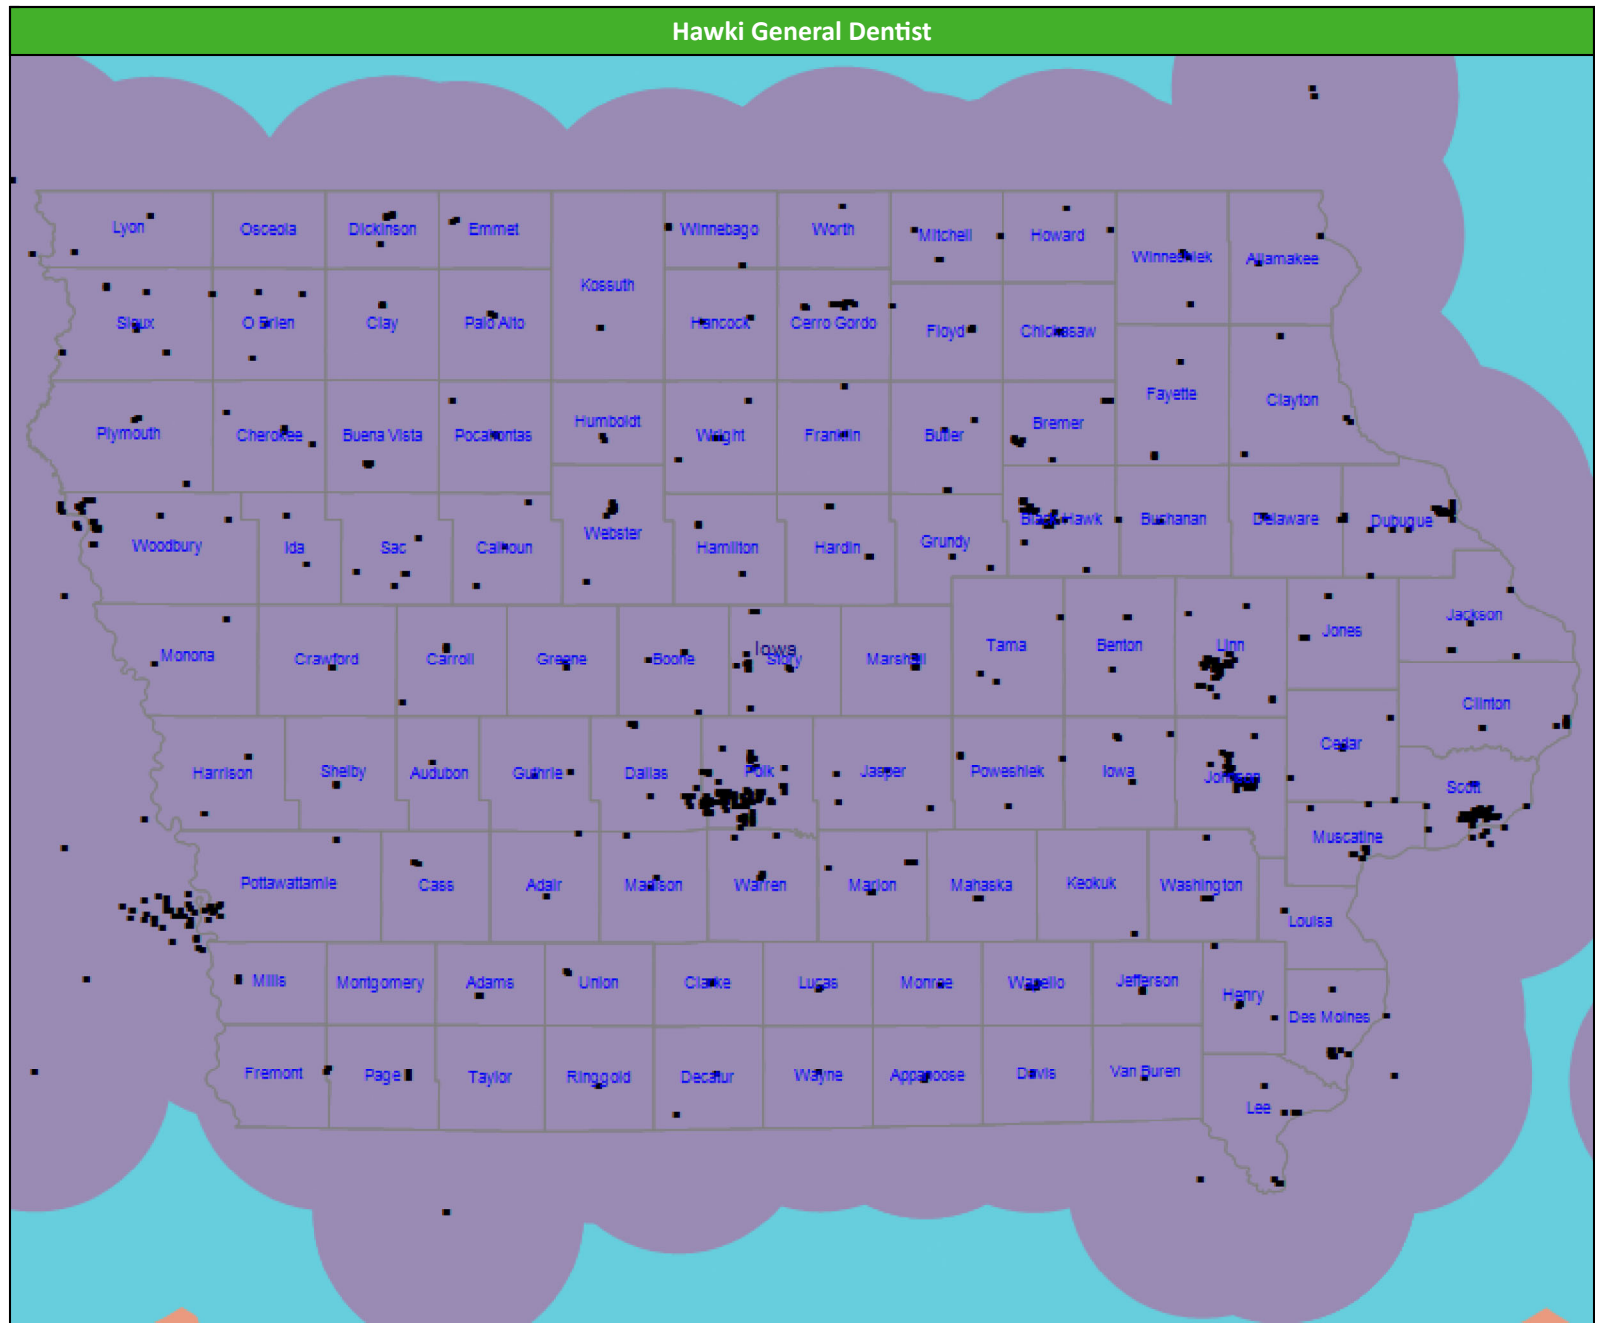 Hawki General Dentist
Lyon
Osceola
Dickinson
Emmet
Winnebago
Worth
Mitchell
Howard
Winneshiek
Allamakee
Kossuth
Sioux
O Brien
Clay
Palo Alto
Hancock
Cerro Gordo
Floyd
Chickasaw
Fayette
Clayton
Plymouth
Cherokee
Buena Vista
Pocahontas
Humboldt
Wright
Franklin
Butler
Bremer
Woodbury
Ida
Sac
Calhoun
Webster
Hamilton
Hardin
Grundy
Black Hawk
Buchanan
Delaware
Dubuque
Monona
Crawford
Carroll
Greene
Boone
Iowa
Story
Marshall
Tama
Benton
Linn
Jones
Jackson
Clinton
Harrison
Shelby
Audubon
Guthrie
Dallas
Polk
Jasper
Poweshiek
Iowa
Johnson
Cedar
Scott
Muscatine
Pottawattamie
Cass
Adair
Madison
Warren
Marion
Mahaska
Keokuk
Washington
Louisa
Mills
Montgomery
Adams
Union
Clarke
Lucas
Monroe
Wapello
Jefferson
Henry
Des Moines
Fremont
Page
Taylor
Ringgold
Decatur
Wayne
Appanoose
Davis
Van Buren
Lee